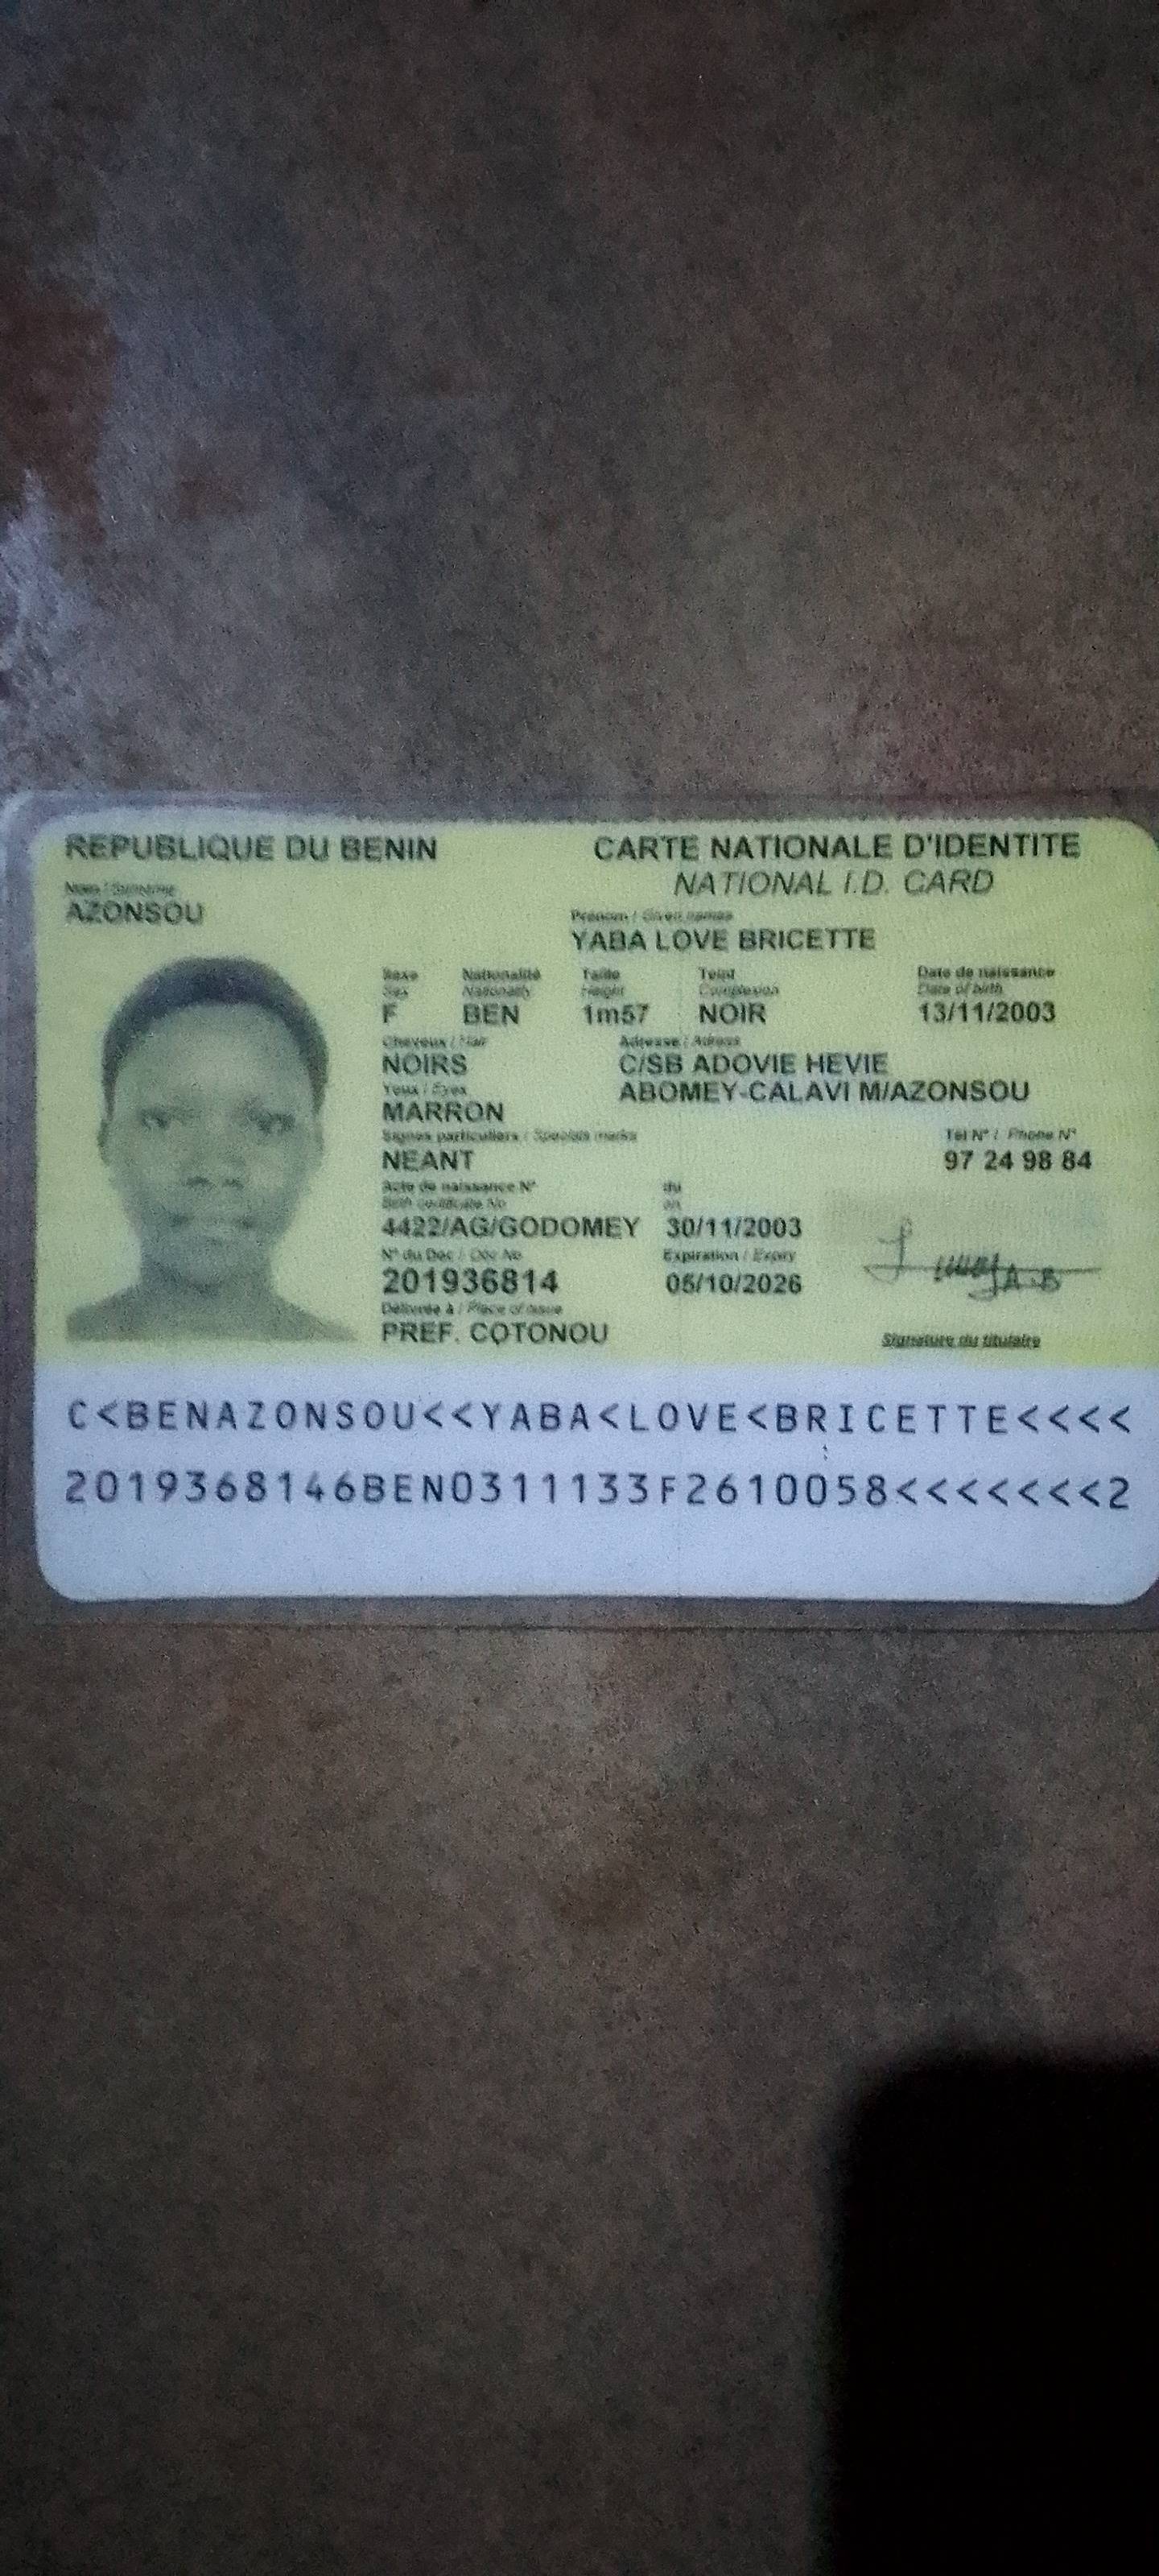 REPUBLIQUE DU BENIN
CARTE NATIONALE D'IDENTITE
NATIONAL I.D. CARD
Nom / Surname
AZONSOU
Prénom / Given names
YABA LOVE BRICETTE
Sexe Nationalité Taille Teint Date de naissance
Sex Nationality Height Complexion Date of birth
F BEN 1m57 NOIR 13/11/2003
Cheveux / Hair Adresse / Adress
NOIRS C/SB ADOVIE HEVIE
Yeux / Eyes ABOMEY-CALAVI M/AZONSOU
MARRON
Signes particuliers / Specials marks Tél N° / Phone N°
NEANT 97 24 98 84
Acte de naissance N° du
Birth certificate No on
4422/AG/GODOMEY 30/11/2003
N° du Doc / Doc No Expiration / Expiry
201936814 05/10/2026
Délivrée à / Place of issue
PREF. COTONOU Signature du titulaire
C<BENAZONSOU<<YABA<LOVE<BRICETTE<<<<
2019368146BEN0311133F2610058<<<<<<<2